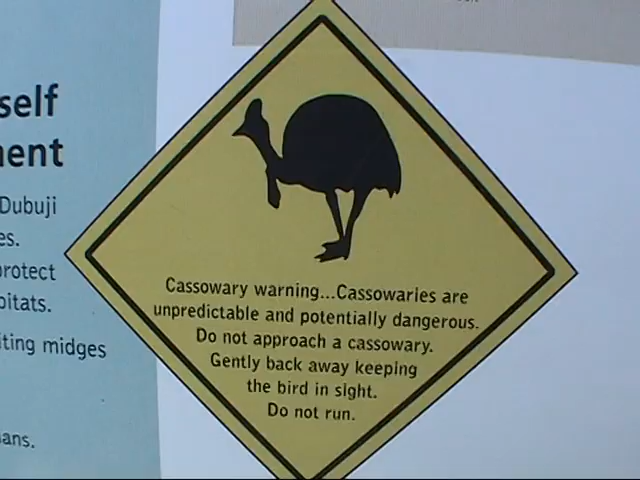 self
ment
Dubuji
es.
protect
bitats.
iting midges
ans.
Cassowary warning...Cassowaries are
unpredictable and potentially dangerous.
Do not approach a cassowary.
Gently back away keeping
the bird in sight.
Do not run.